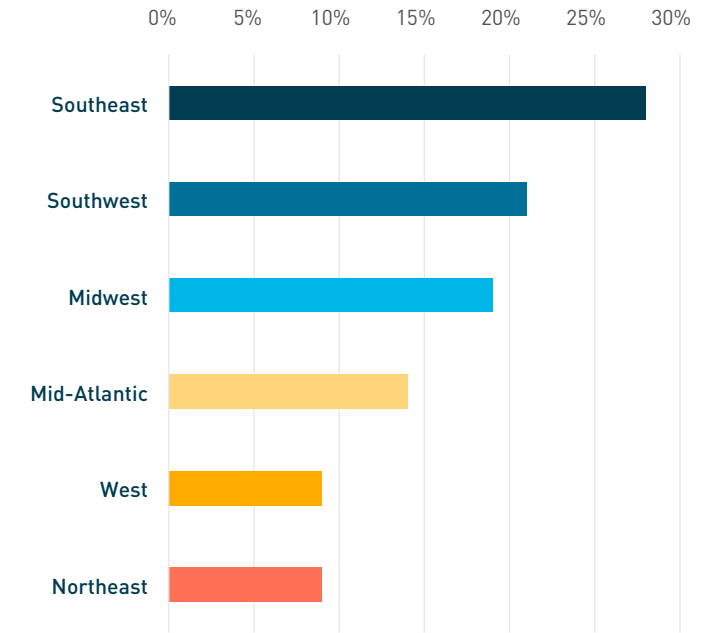 0% 5% 10% 15% 20% 25% 30%
Southeast
Southwest
Midwest
Mid-Atlantic
West
Northeast